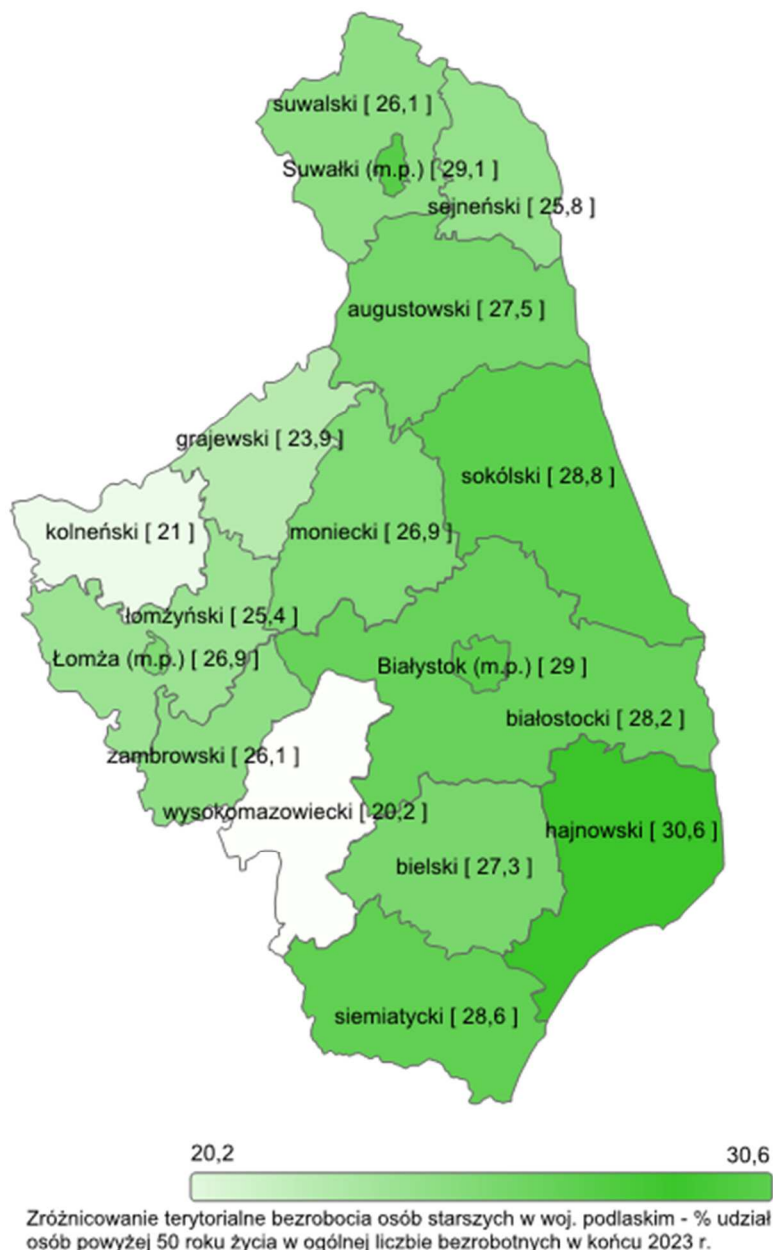 suwalski [ 26,1 ]
Suwałki (m.p.) [ 29,1 ]
sejneński [ 25,8 ]
augustowski [ 27,5 ]
grajewski [ 23,9 ]
sokólski [ 28,8 ]
kolneński [ 21 ]
moniecki [ 26,9 ]
łomżyński [ 25,4 ]
Łomża (m.p.) [ 26,9 ]
Białystok (m.p.) [ 29 ]
białostocki [ 28,2 ]
zambrowski [ 26,1 ]
wysokomazowiecki [ 20,2 ]
hajnowski [ 30,6 ]
bielski [ 27,3 ]
siemiatycki [ 28,6 ]
20,2 30,6
Zróżnicowanie terytorialne bezrobocia osób starszych w woj. podlaskim - % udział
osób powyżej 50 roku życia w ogólnej liczbie bezrobotnych w końcu 2023 r.